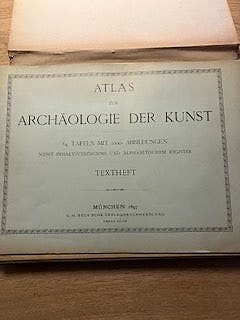 ATLAS
ZUR
ARCHÄOLOGIE DER KUNST
TAFELN MIT 1000 ABBILDUNGEN
NEBST INHALTSVERZEICHNIS UND ALPHABETISCHEM REGISTER
TEXTHEFT
MÜNCHEN 1897
C. H. BECK'SCHE VERLAGSBUCHHANDLUNG